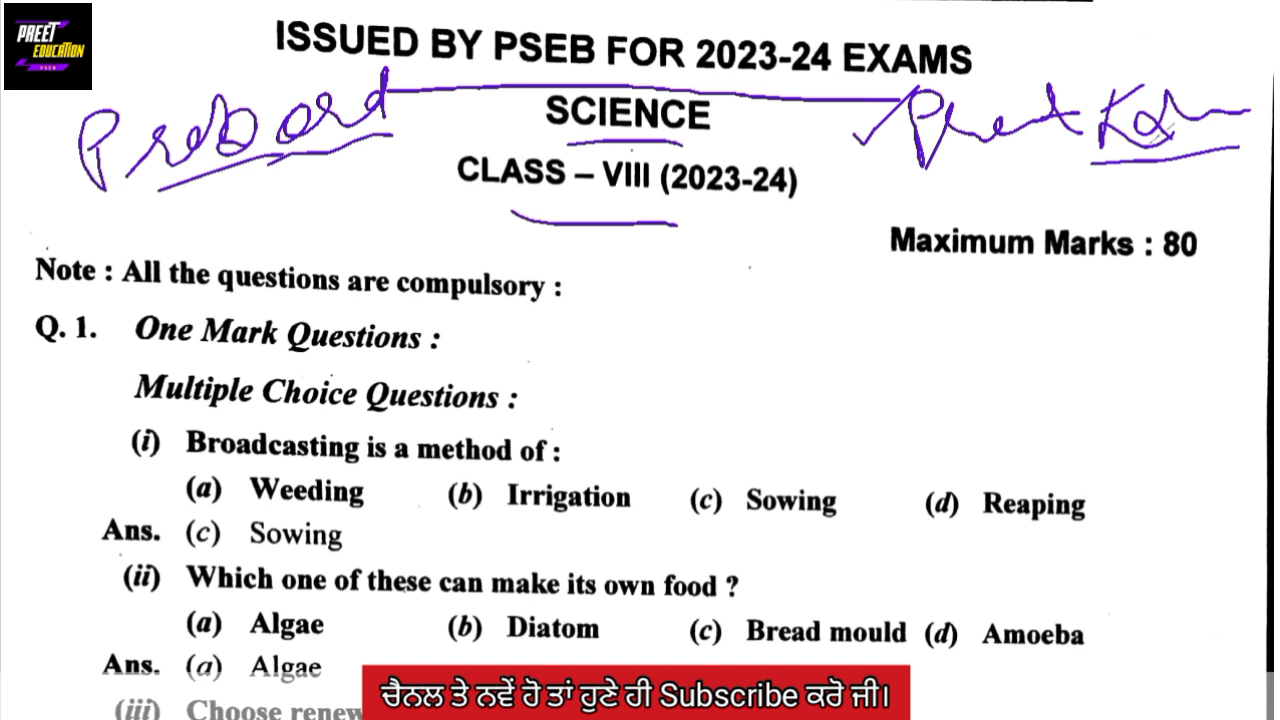 PREET
EDUCATION
PSEB
ISSUED BY PSEB FOR 2023-24 EXAMS
Preboard
SCIENCE
Preet
CLASS – VIII (2023-24)
Maximum Marks : 80
Note : All the questions are compulsory :
Q. 1. One Mark Questions :
Multiple Choice Questions :
(i) Broadcasting is a method of :
(a) Weeding (b) Irrigation (c) Sowing (d) Reaping
Ans. (c) Sowing
(ii) Which one of these can make its own food ?
(a) Algae (b) Diatom (c) Bread mould (d) Amoeba
Ans. (a) Algae
(iii) Choose renew
ਚੈਨਲ ਤੇ ਨਵੇਂ ਹੋ ਤਾਂ ਹੁਣੇ ਹੀ Subscribe ਕਰੋ ਜੀ।